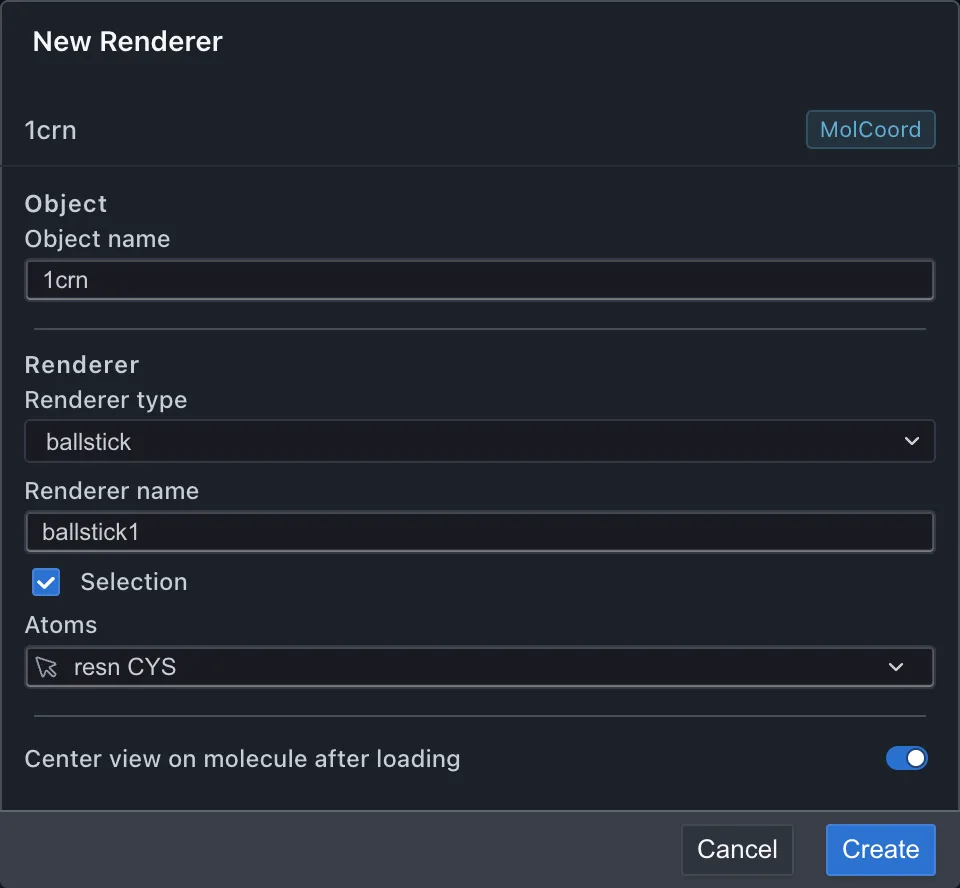 New Renderer
1crn
MolCoord
Object
Object name
1crn
Renderer
Renderer type
ballstick
Renderer name
ballstick1
Selection
Atoms
resn CYS
Center view on molecule after loading
Cancel
Create